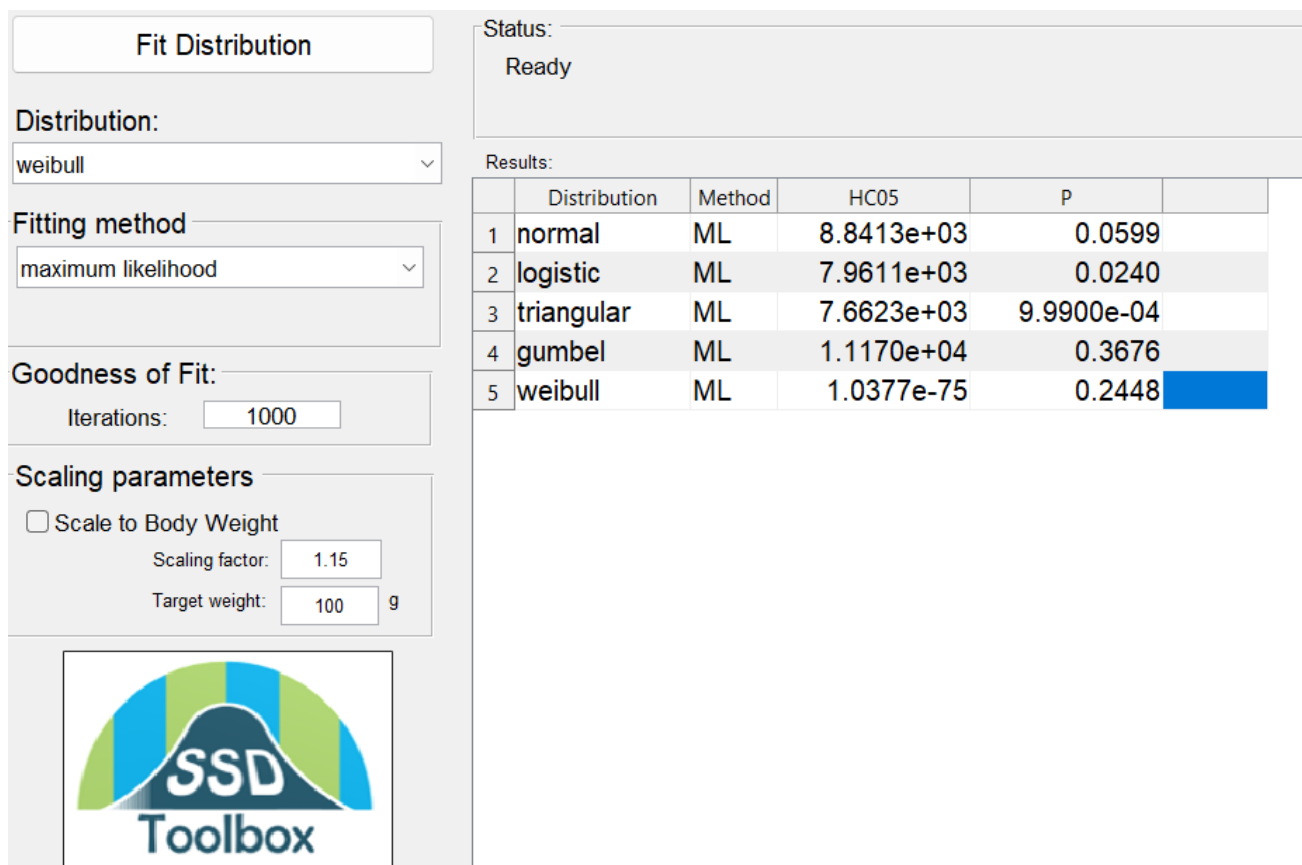 Fit Distribution
Distribution:
weibull
Fitting method
maximum likelihood
Goodness of Fit:
Iterations: 1000
Scaling parameters
Scale to Body Weight
Scaling factor: 1.15
Target weight: 100 g
SSD
Toolbox
Status:
Ready
Results:
Distribution Method HC05 P
1 normal ML 8.8413e+03 0.0599
2 logistic ML 7.9611e+03 0.0240
3 triangular ML 7.6623e+03 9.9900e-04
4 gumbel ML 1.1170e+04 0.3676
5 weibull ML 1.0377e-75 0.2448